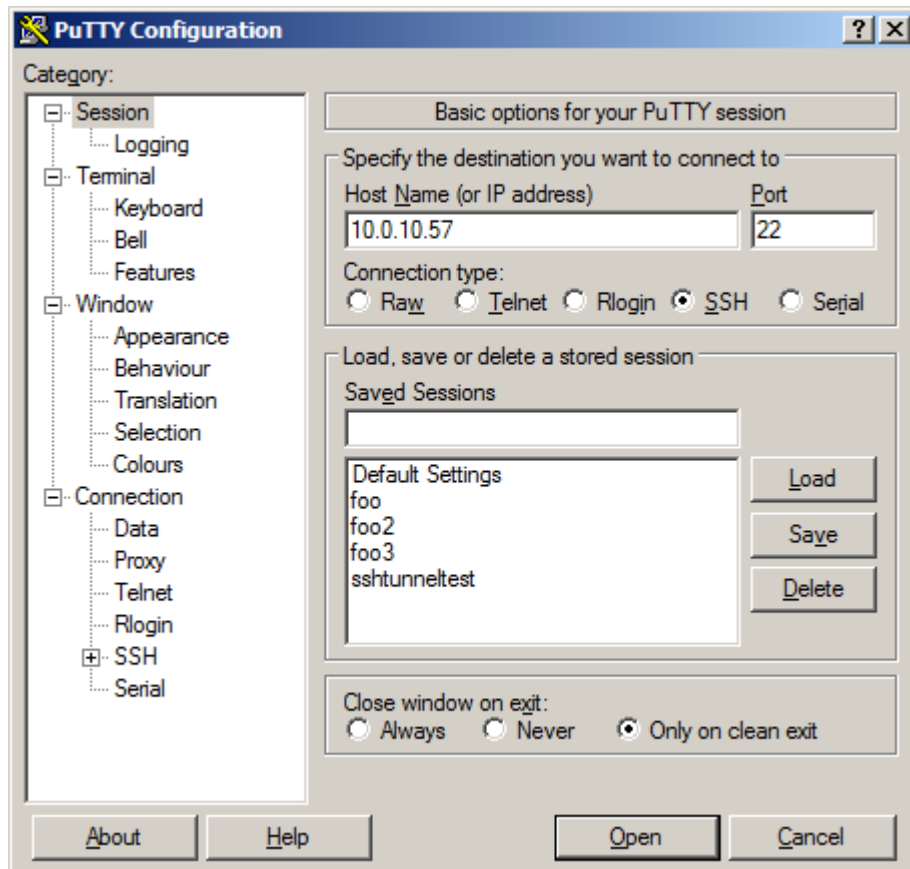 PuTTY Configuration
Category:
Session
Logging
Terminal
Keyboard
Bell
Features
Window
Appearance
Behaviour
Translation
Selection
Colours
Connection
Data
Proxy
Telnet
Rlogin
SSH
Serial
Basic options for your PuTTY session
Specify the destination you want to connect to
Host Name (or IP address) Port
10.0.10.57 22
Connection type:
Raw Telnet Rlogin SSH Serial
Load, save or delete a stored session
Saved Sessions
Default Settings
foo
foo2
foo3
sshtunneltest
Load
Save
Delete
Close window on exit:
Always Never Only on clean exit
About Help Open Cancel